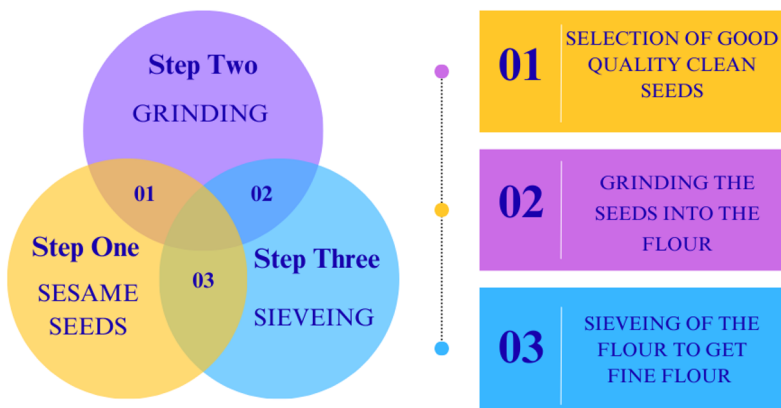 Step Two
GRINDING
01
02
Step One
SESAME
SEEDS
03
Step Three
SIEVEING
01
SELECTION OF GOOD
QUALITY CLEAN
SEEDS
02
GRINDING THE
SEEDS INTO THE
FLOUR
03
SIEVEING OF THE
FLOUR TO GET
FINE FLOUR